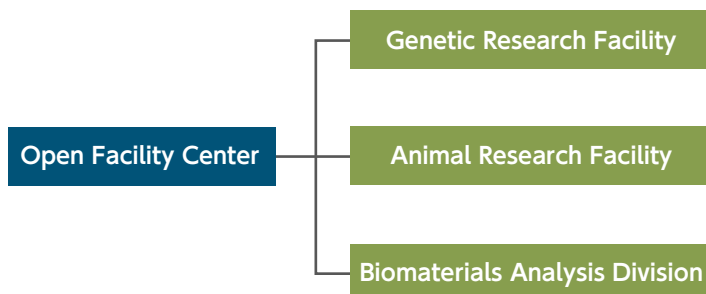 Genetic Research Facility
Open Facility Center
Animal Research Facility
Biomaterials Analysis Division